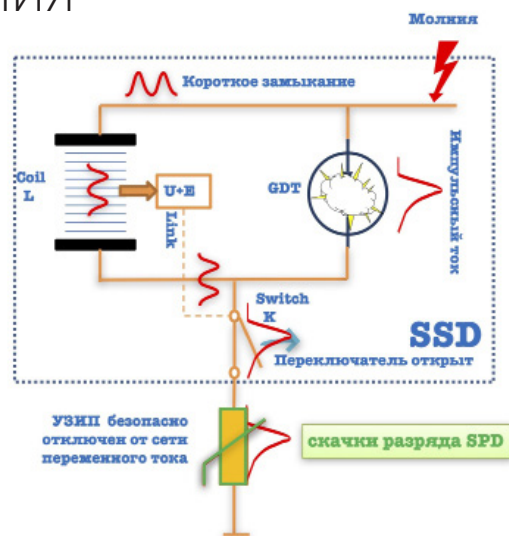 Молния
Короткое замыкание
Coil
L
U+E
Link
GDT
Импульсный ток
Switch
K
SSD
Переключатель открыт
УЗИП безопасно
отключен от сети
переменного тока
скачки разряда SPD